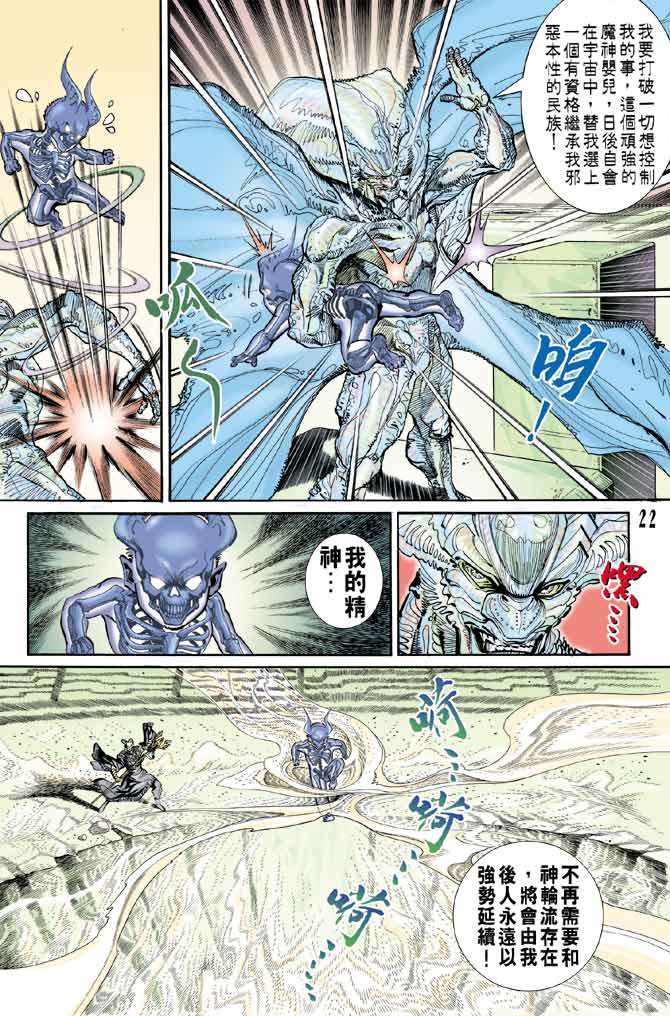 我要打破一切想控制
我的事，這個頑強的
魔神嬰兒，日後自會
在宇宙中，替我選上
一個有資格繼承我邪
惡本性的民族！
咱！
呱
22
嘿……
我的精
神…
嗬……
綺……
綺……
不再需要和
神輪流存在
，將會由我
後人永遠以
強勢延續！